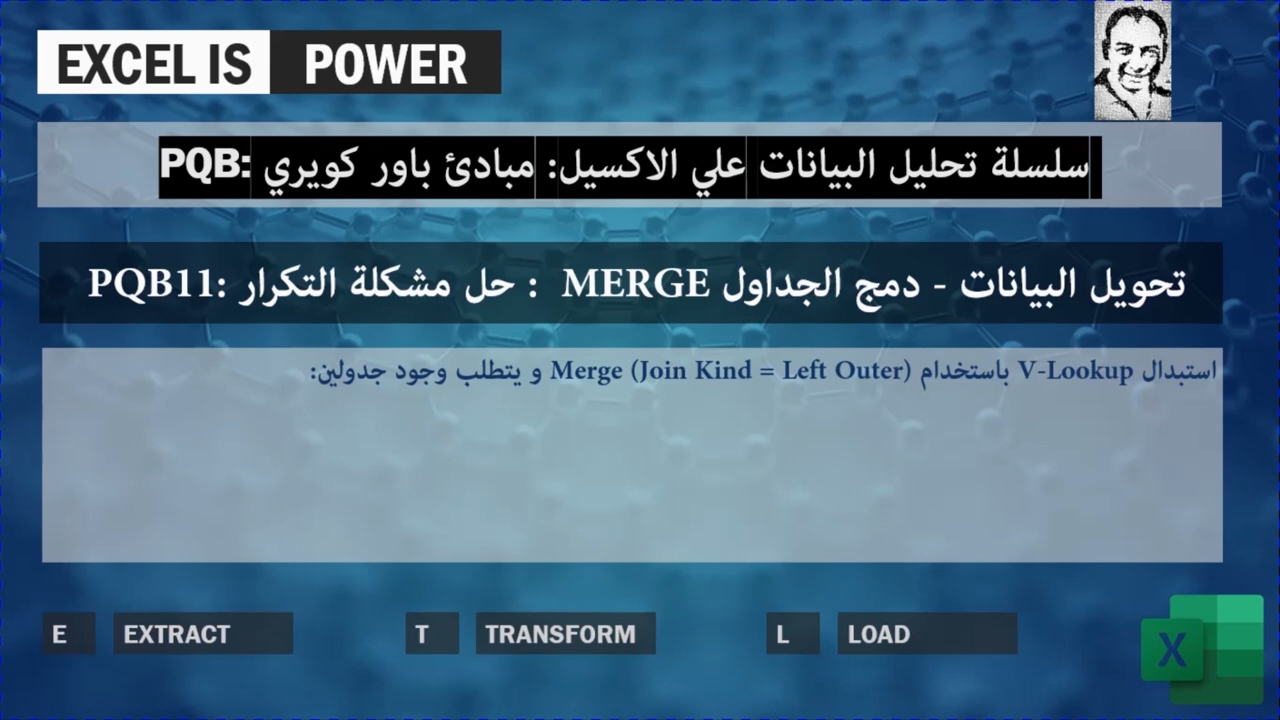 EXCEL IS POWER
سلسلة تحليل البيانات علي الاكسيل: مبادئ باور كويري PQB:
تحويل البيانات - دمج الجداول MERGE : حل مشكلة التكرار PQB11:
استبدال V-Lookup باستخدام Merge (Join Kind = Left Outer) و يتطلب وجود جدولين:
E EXTRACT T TRANSFORM L LOAD
X